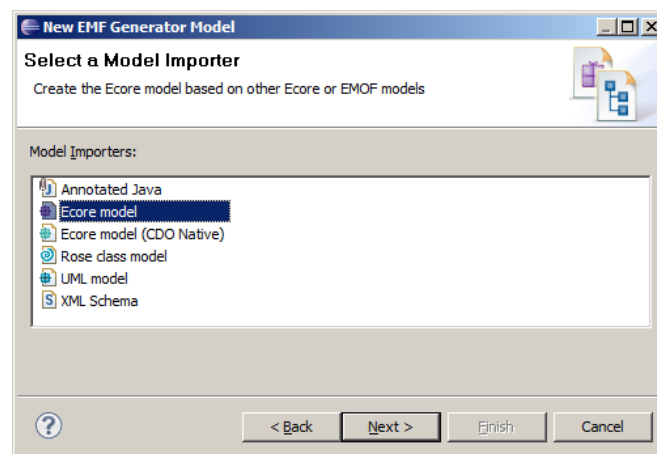 New EMF Generator Model
Select a Model Importer
Create the Ecore model based on other Ecore or EMOF models
Model Importers:
Annotated Java
Ecore model
Ecore model (CDO Native)
Rose class model
UML model
XML Schema
? < Back Next > Finish Cancel